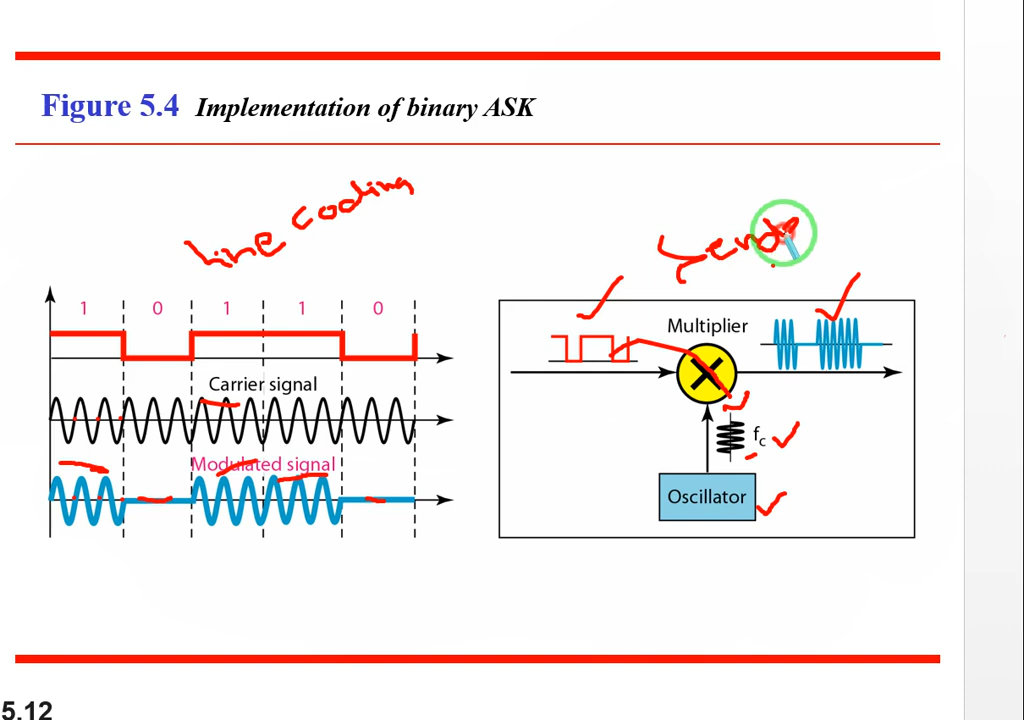 Figure 5.4 Implementation of binary ASK
Line coding
1 0 1 1 0
Carrier signal
Modulated signal
Multiplier
fc
Oscillator
5.12